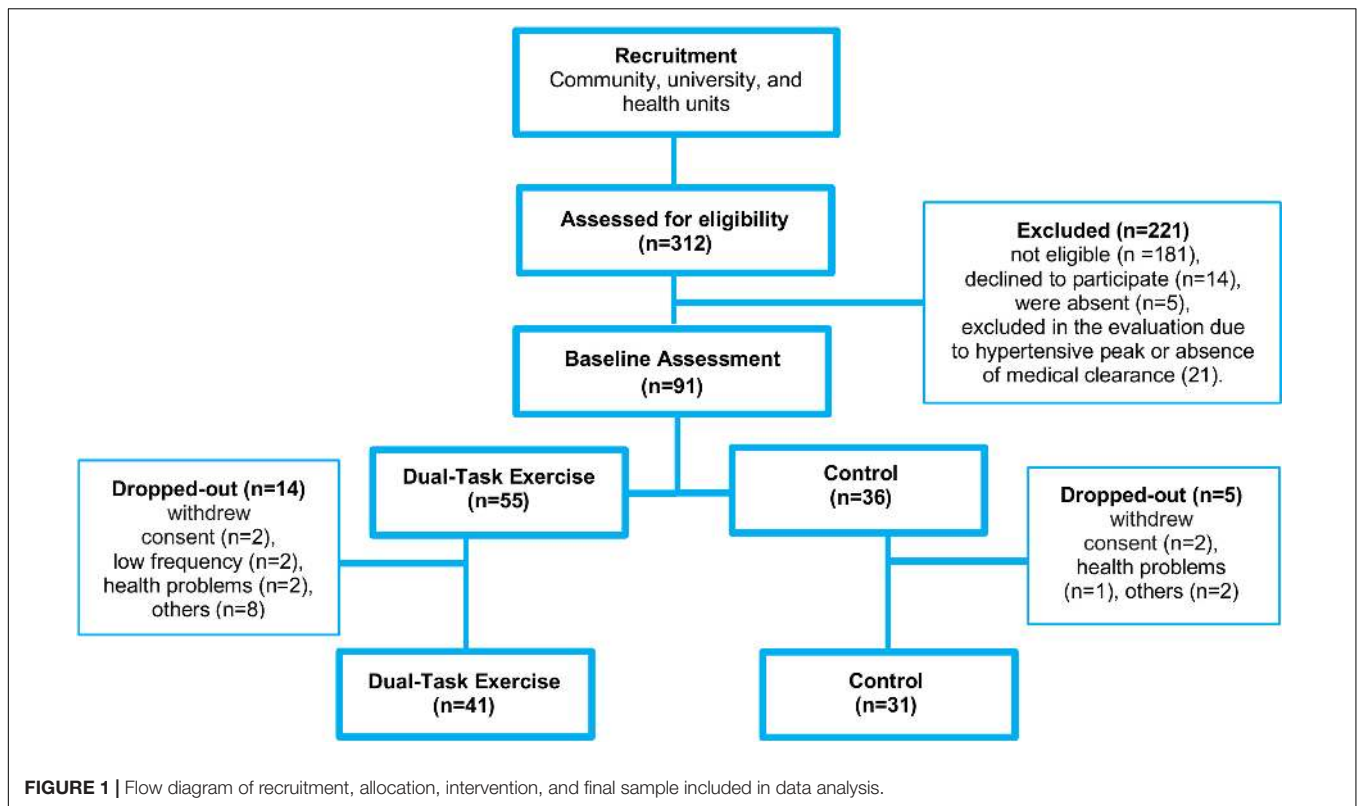 Recruitment
Community, university, and
health units
Assessed for eligibility
(n=312)
Excluded (n=221)
not eligible (n =181),
declined to participate (n=14),
were absent (n=5),
excluded in the evaluation due
to hypertensive peak or absence
of medical clearance (21).
Baseline Assessment
(n=91)
Dual-Task Exercise
(n=55)
Control
(n=36)
Dropped-out (n=14)
withdrew
consent (n=2),
low frequency (n=2),
health problems (n=2),
others (n=8)
Dropped-out (n=5)
withdrew
consent (n=2),
health problems
(n=1), others (n=2)
Dual-Task Exercise
(n=41)
Control
(n=31)
FIGURE 1 | Flow diagram of recruitment, allocation, intervention, and final sample included in data analysis.